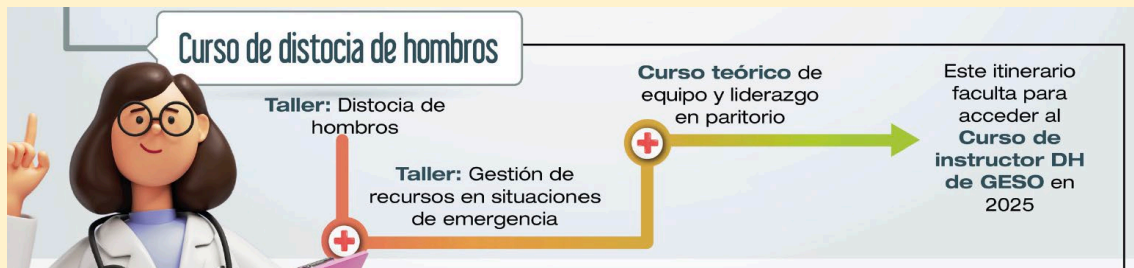 Curso de distocia de hombros
Taller: Distocia de
hombros
Taller: Gestión de
recursos en situaciones
de emergencia
Curso teórico de
equipo y liderazgo
en paritorio
Este itinerario
faculta para
acceder al
Curso de
instructor DH
de GESO en
2025